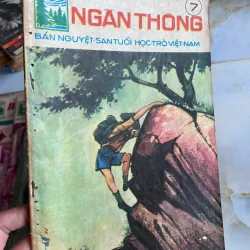 NGÀN THÔNG
7
BÁN NGUYỆT-SAN TUỔI HỌC-TRÒ VIỆT-NAM